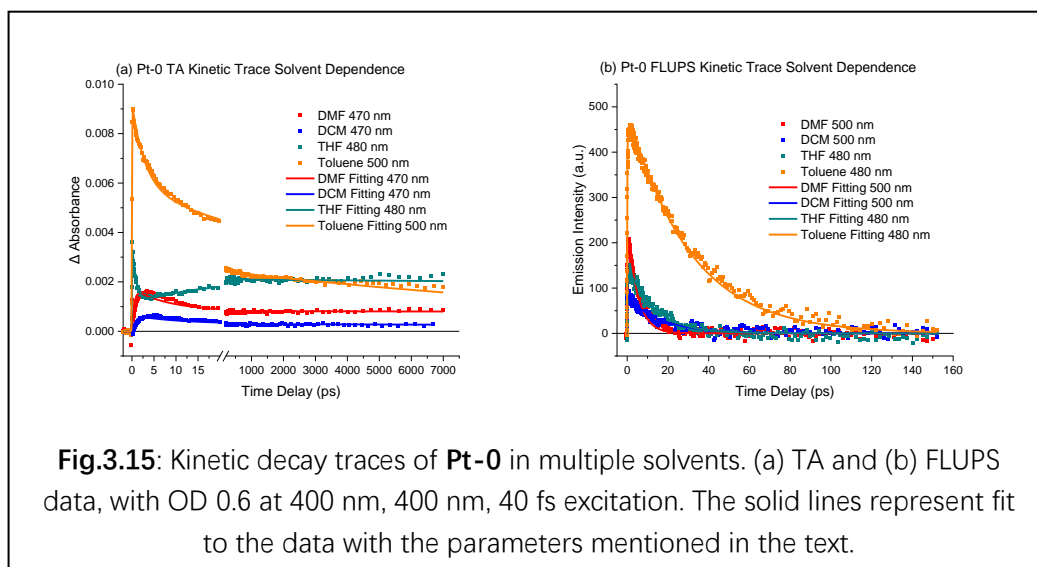 (a) Pt-0 TA Kinetic Trace Solvent Dependence
0.010
0.008
0.006
0.004
0.002
0.000
Δ Absorbance
DMF 470 nm
DCM 470 nm
THF 480 nm
Toluene 500 nm
DMF Fitting 470 nm
DCM Fitting 470 nm
THF Fitting 480 nm
Toluene Fitting 500 nm
0 5 10 15 1000 2000 3000 4000 5000 6000 7000
Time Delay (ps)
(b) Pt-0 FLUPS Kinetic Trace Solvent Dependence
500
400
300
200
100
0
Emission Intensity (a.u.)
DMF 500 nm
DCM 500 nm
THF 480 nm
Toluene 480 nm
DMF Fitting 500 nm
DCM Fitting 500 nm
THF Fitting 480 nm
Toluene Fitting 480 nm
0 20 40 60 80 100 120 140 160
Time Delay (ps)
Fig.3.15: Kinetic decay traces of Pt-0 in multiple solvents. (a) TA and (b) FLUPS
data, with OD 0.6 at 400 nm, 400 nm, 40 fs excitation. The solid lines represent fit
to the data with the parameters mentioned in the text.